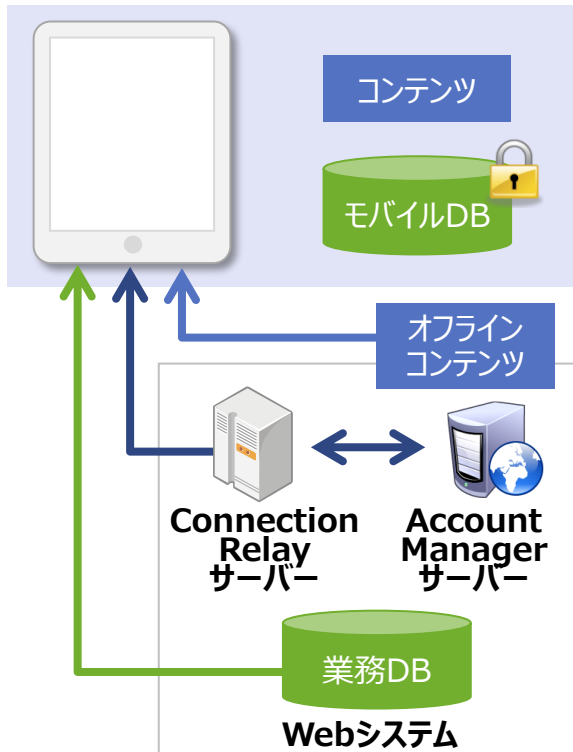 コンテンツ
モバイルDB
オフライン
コンテンツ
Connection
Relay
サーバー
Account
Manager
サーバー
業務DB
Webシステム